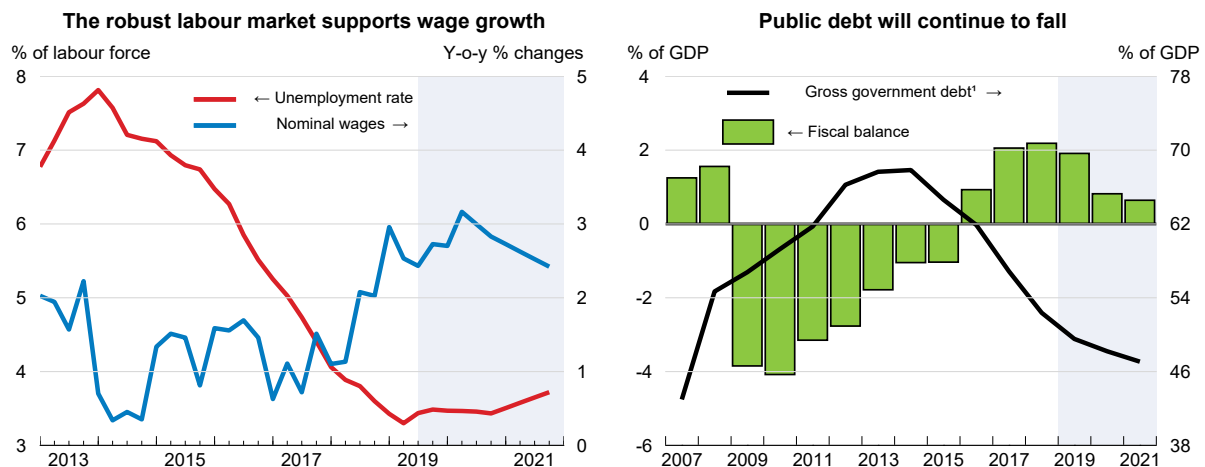 The robust labour market supports wage growth
% of labour force
Y-o-y % changes
← Unemployment rate
Nominal wages →
8
7
6
5
4
3
5
4
3
2
1
0
2013 2015 2017 2019 2021
Public debt will continue to fall
% of GDP
% of GDP
Gross government debt¹ →
← Fiscal balance
4
2
0
-2
-4
-6
78
70
62
54
46
38
2007 2009 2011 2013 2015 2017 2019 2021